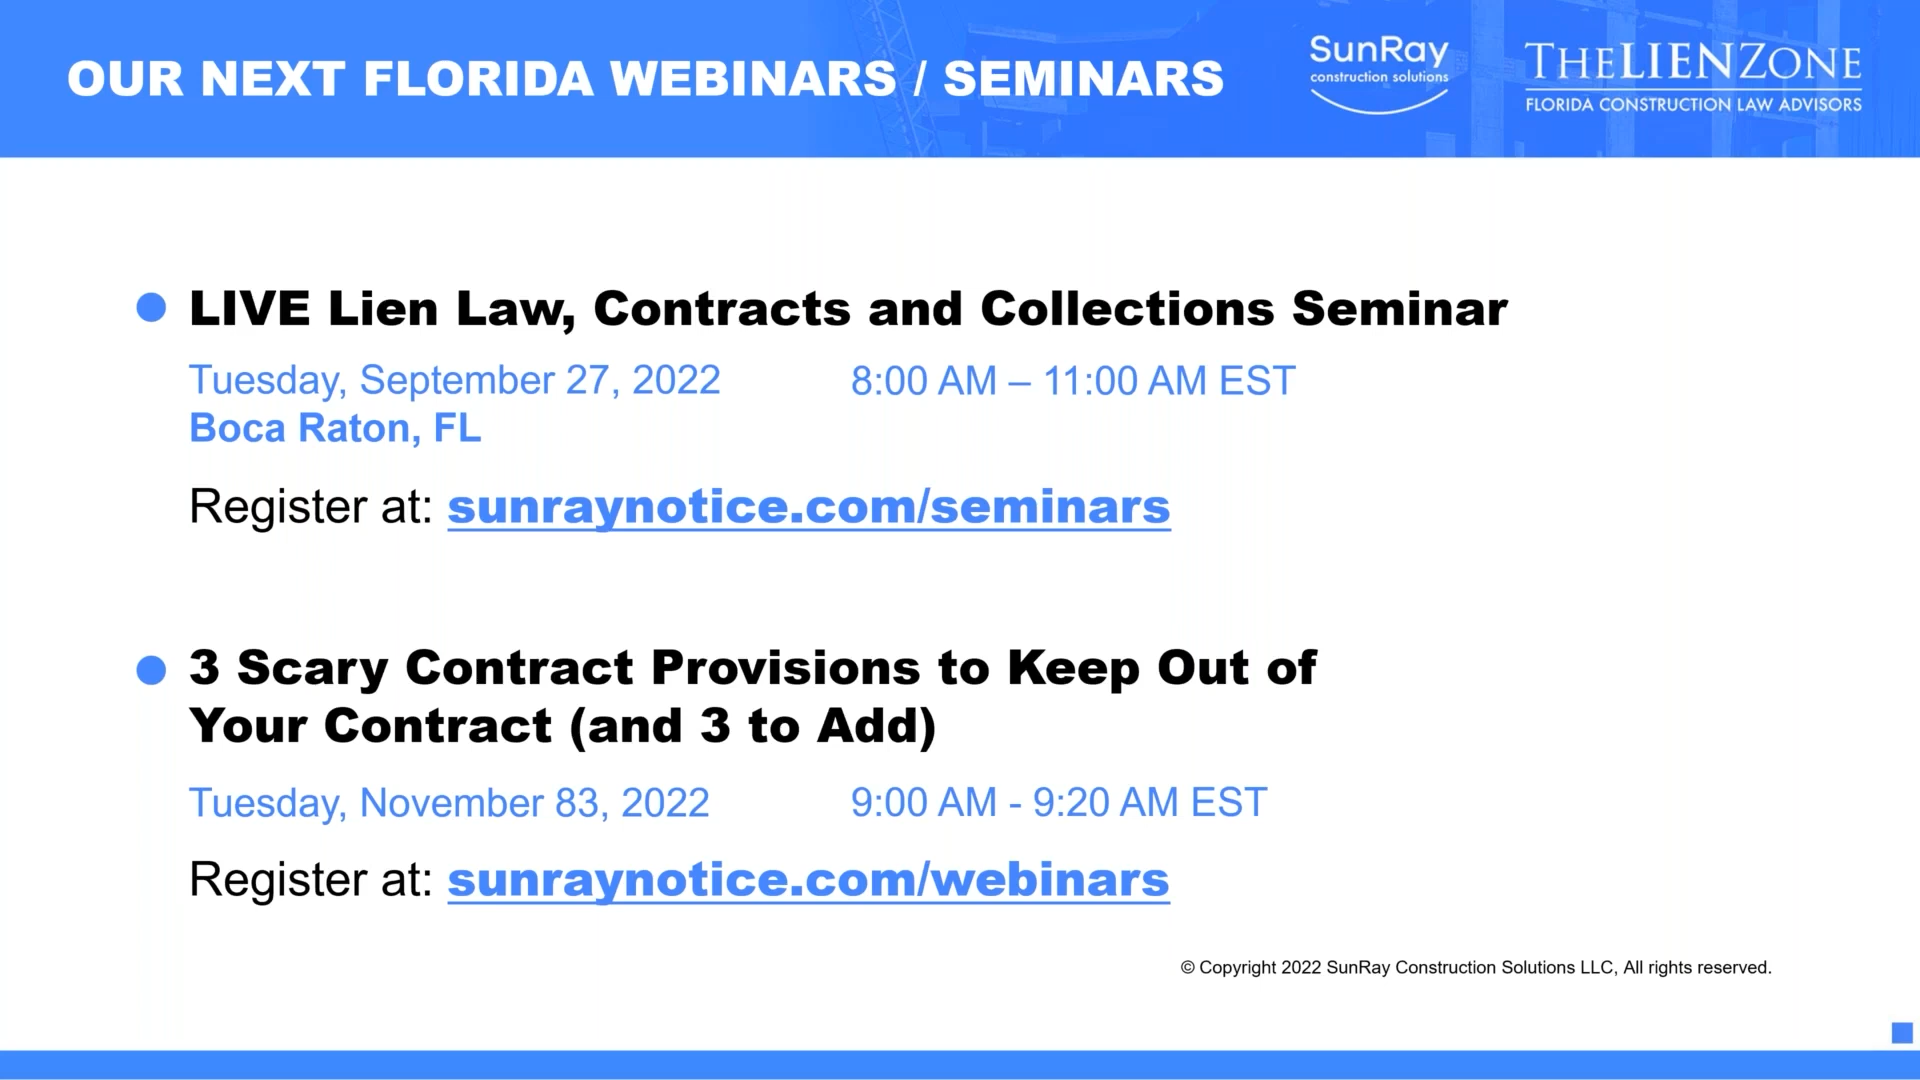 OUR NEXT FLORIDA WEBINARS / SEMINARS
SunRay
construction solutions
THELIENZONE
FLORIDA CONSTRUCTION LAW ADVISORS
LIVE Lien Law, Contracts and Collections Seminar
Tuesday, September 27, 2022 8:00 AM – 11:00 AM EST
Boca Raton, FL
Register at: sunraynotice.com/seminars
3 Scary Contract Provisions to Keep Out of
Your Contract (and 3 to Add)
Tuesday, November 83, 2022 9:00 AM - 9:20 AM EST
Register at: sunraynotice.com/webinars
© Copyright 2022 SunRay Construction Solutions LLC, All rights reserved.